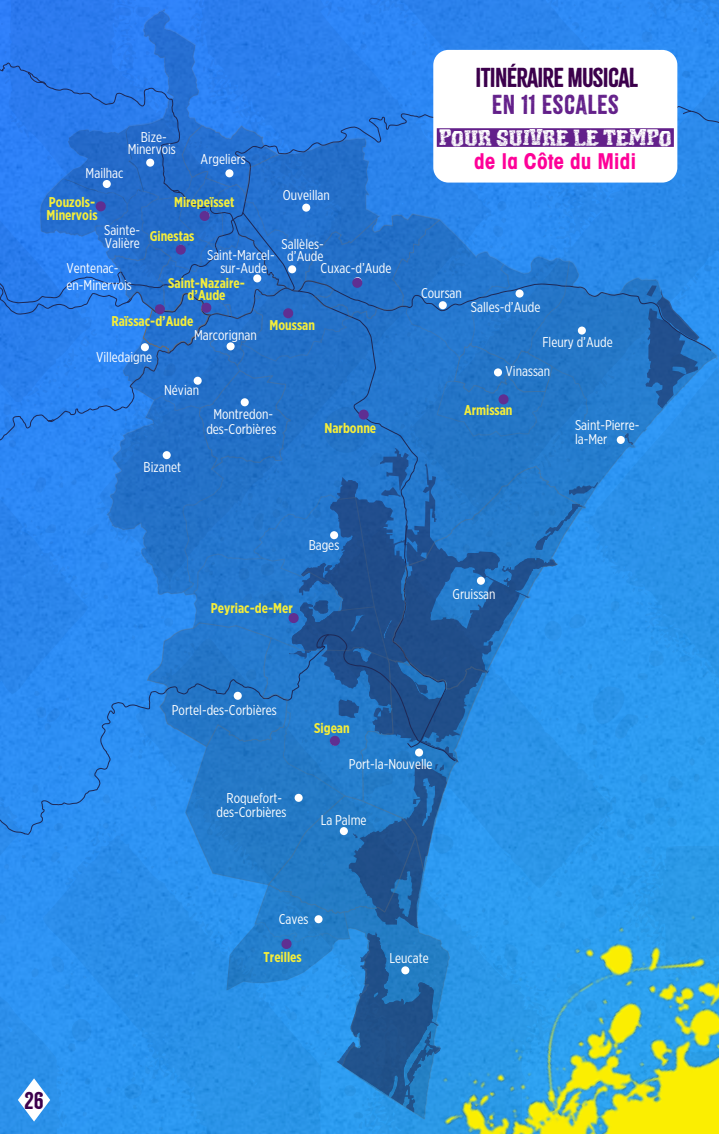 ITINÉRAIRE MUSICAL
EN 11 ESCALES
POUR SUIVRE LE TEMPO
de la Côte du Midi
Bize-
Minervois
Argeliers
Mailhac
Pouzols-
Minervois
Mirepeïsset
Ouveillan
Sainte-
Valière
Ginestas
Saint-Marcel-
sur-Aude
Sallèles-
d'Aude
Cuxac-d'Aude
Ventenac-
en-Minervois
Saint-Nazaire-
d'Aude
Coursan
Salles-d'Aude
Raïssac-d'Aude
Moussan
Marcorignan
Fleury d'Aude
Villedaigne
Vinassan
Névian
Armissan
Montredon-
des-Corbières
Narbonne
Saint-Pierre-
la-Mer
Bizanet
Bages
Gruissan
Peyriac-de-Mer
Portel-des-Corbières
Sigean
Port-la-Nouvelle
Roquefort-
des-Corbières
La Palme
Caves
Treilles
Leucate
26